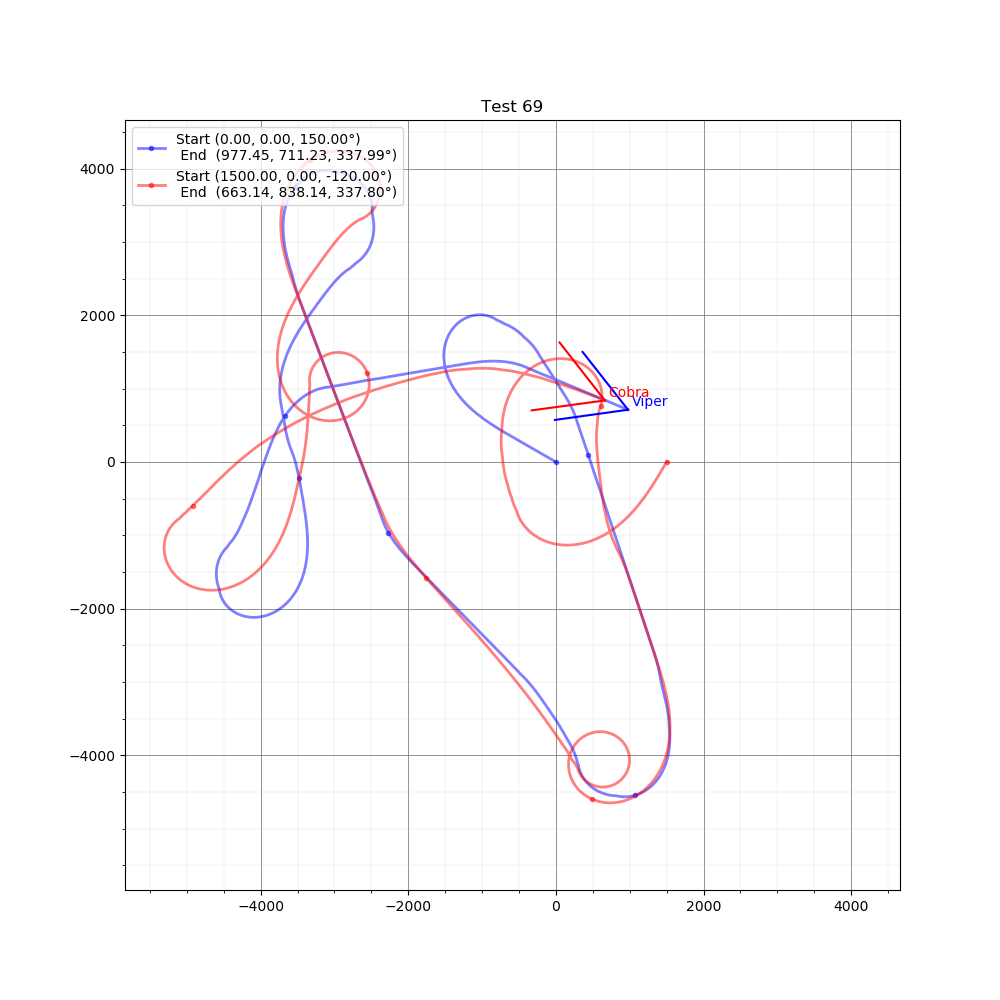 Test 69
Start (0.00, 0.00, 150.00°)
End (977.45, 711.23, 337.99°)
Start (1500.00, 0.00, -120.00°)
End (663.14, 838.14, 337.80°)
4000
2000
0
−2000
−4000
Cobra
Viper
−4000 −2000 0 2000 4000